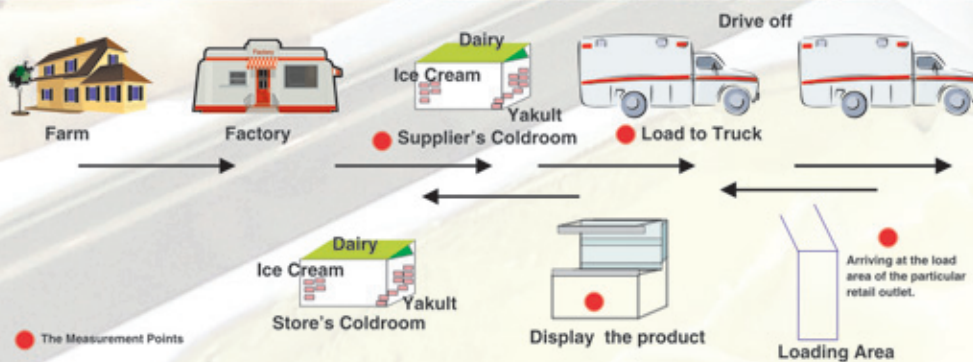 Drive off
Dairy
Ice Cream
Yakult
Factory
Farm
Factory
Supplier's Coldroom
Load to Truck
Dairy
Ice Cream
Yakult
Store's Coldroom
Display the product
Arriving at the load
area of the particular
retail outlet.
Loading Area
The Measurement Points